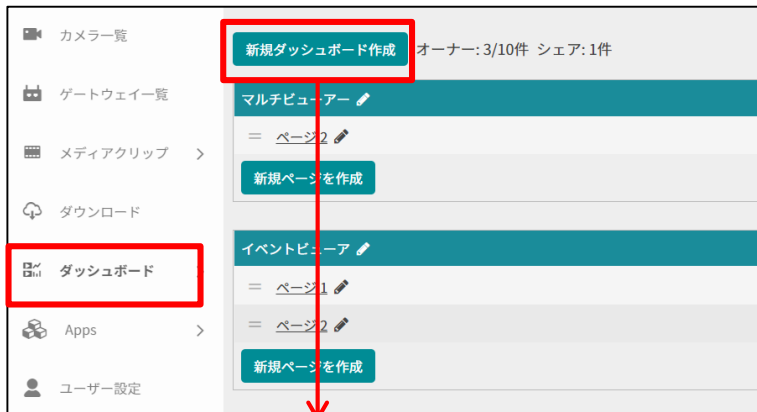 カメラ一覧
ゲートウェイ一覧
メディアクリップ
ダウンロード
ダッシュボード
Apps
ユーザー設定
新規ダッシュボード作成 オーナー: 3/10件 シェア: 1件
マルチビューアー
ページ2
新規ページを作成
イベントビューア
ページ1
ページ2
新規ページを作成